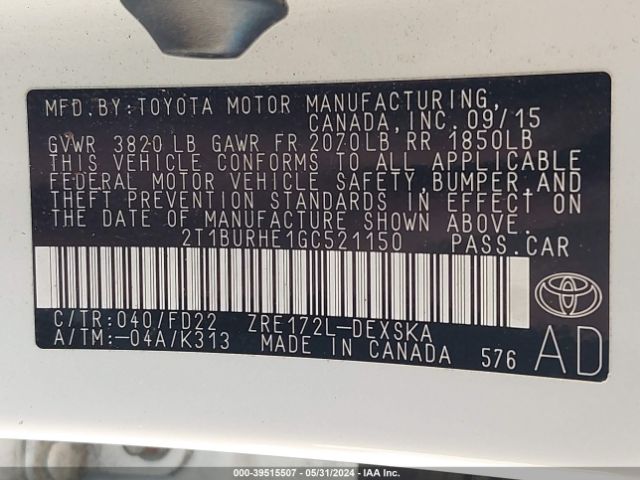 MFD.BY:TOYOTA MOTOR MANUFACTURING,
CANADA,INC. 09/15
GVWR 3820 LB GAWR FR 2070LB RR 1850LB
THIS VEHICLE CONFORMS TO ALL APPLICABLE
FEDERAL MOTOR VEHICLE SAFETY,BUMPER,AND
THEFT PREVENTION STANDARDS IN EFFECT ON
THE DATE OF MANUFACTURE SHOWN ABOVE.
2T1BURHE1GC521150 PASS.CAR
C/TR:040/FD22 ZRE172L-DEXSKA
A/TM:-04A/K313 MADE IN CANADA 576 AD
000-39515507 - 05/31/2024 - IAA Inc.